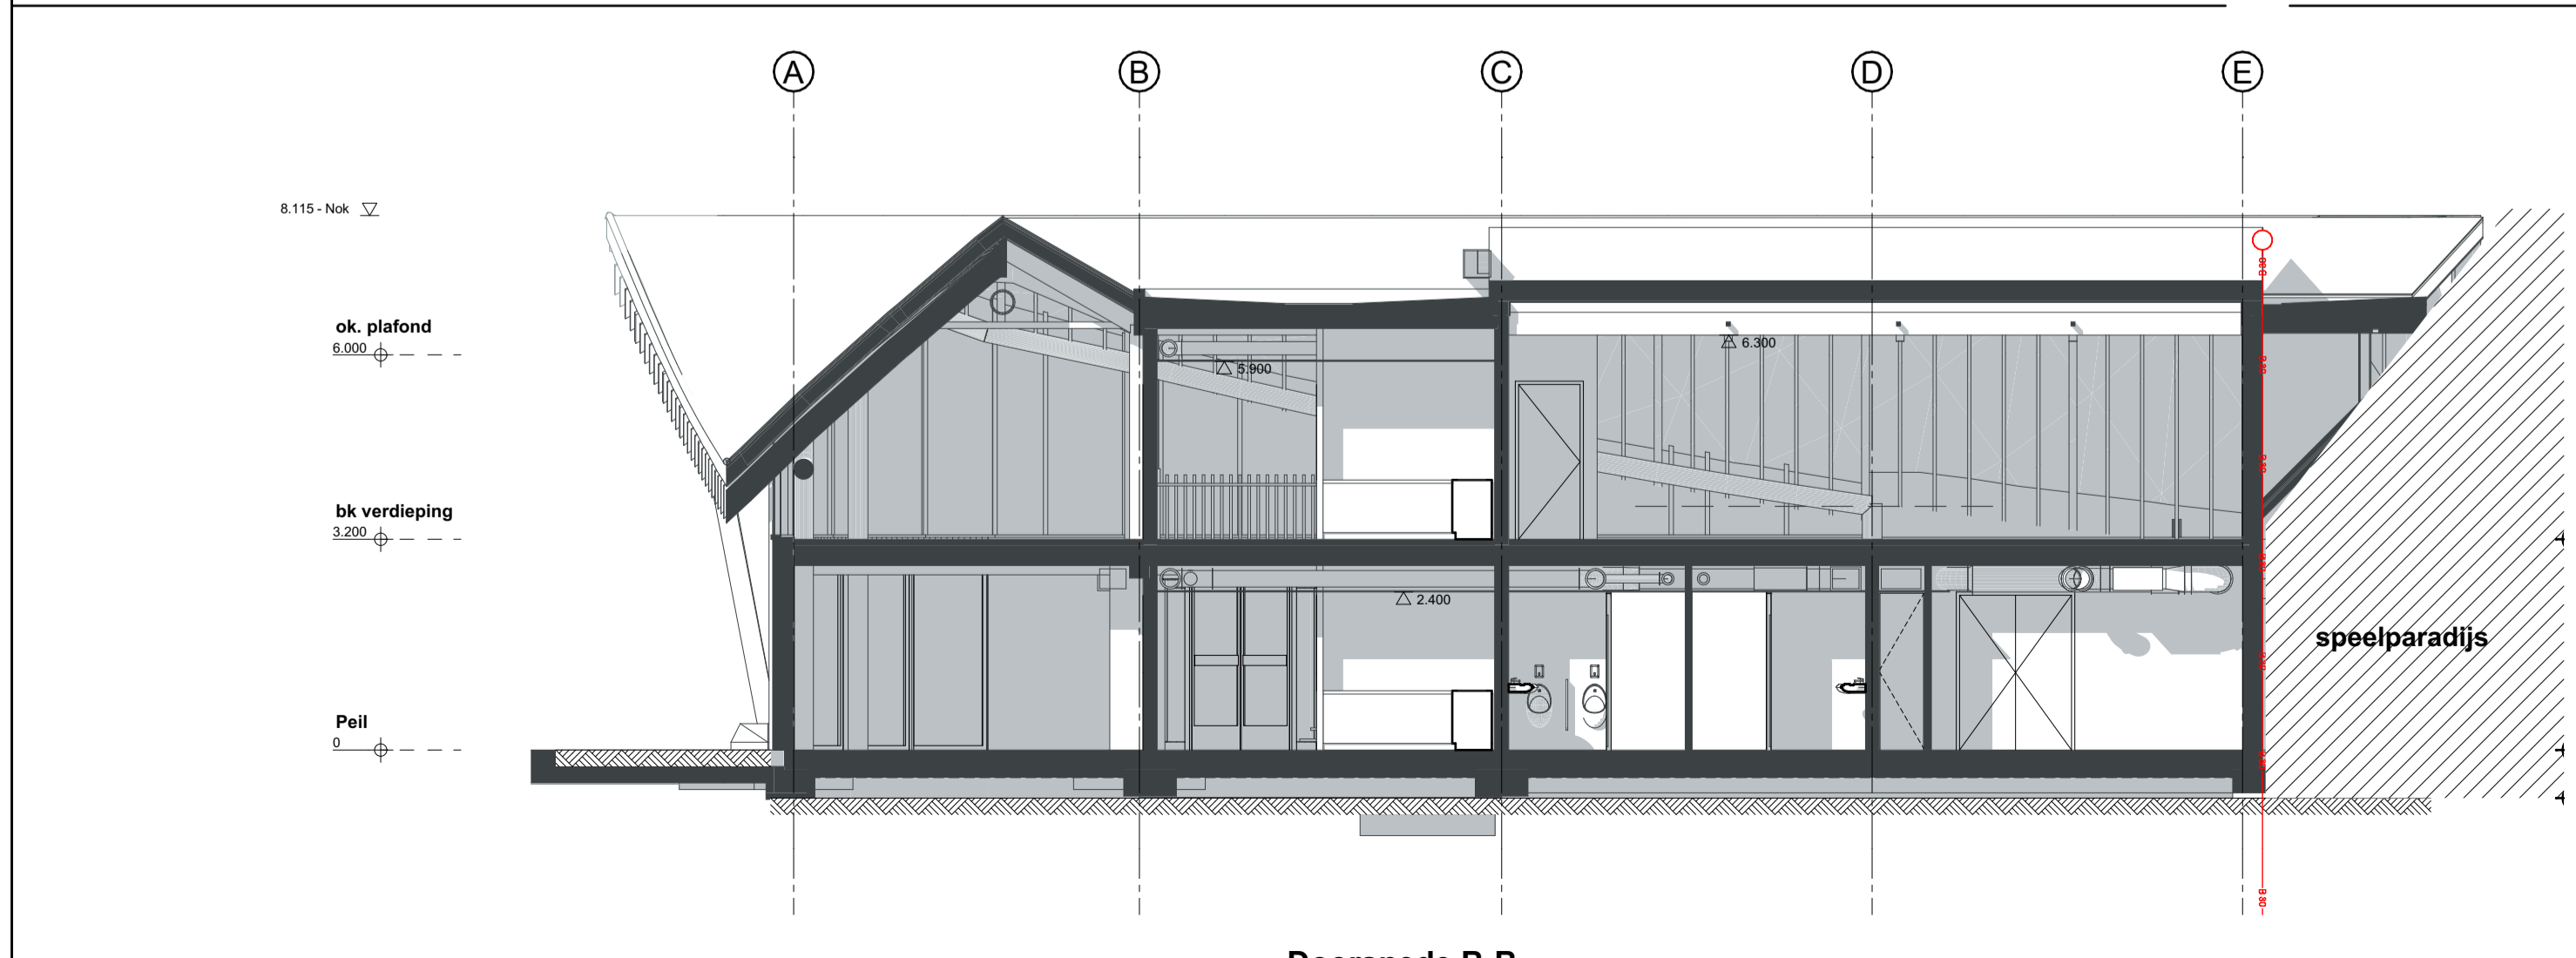 A B C D E
8.115 - Nok
ok. plafond
6.000
6.300
5.900
bk verdieping
3.200
2.400
speelparadijs
Peil
0